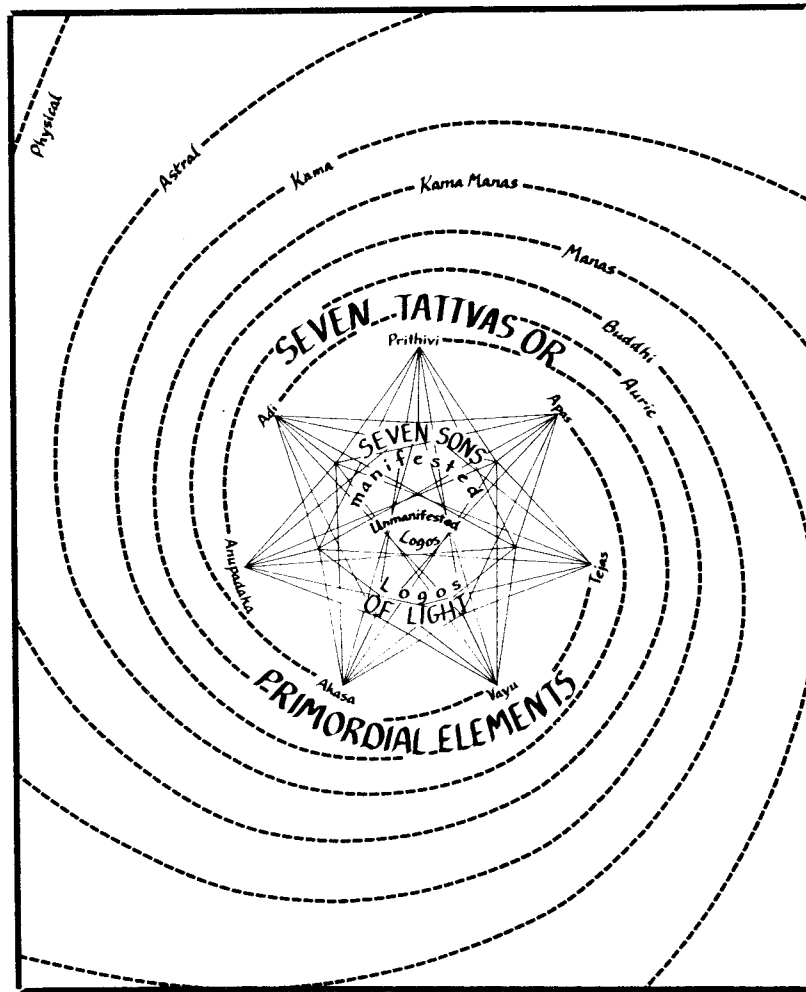 Physical
Astral
Kama
Kama Manas
Manas
Buddhi
Auric
SEVEN TATTVAS OR
PRIMORDIAL ELEMENTS
Prithivi
Apas
Tejas
Vayu
Akasa
Anupadaka
Adi
SEVEN SONS
OF LIGHT
manifested
Logos
Unmanifested
Logos